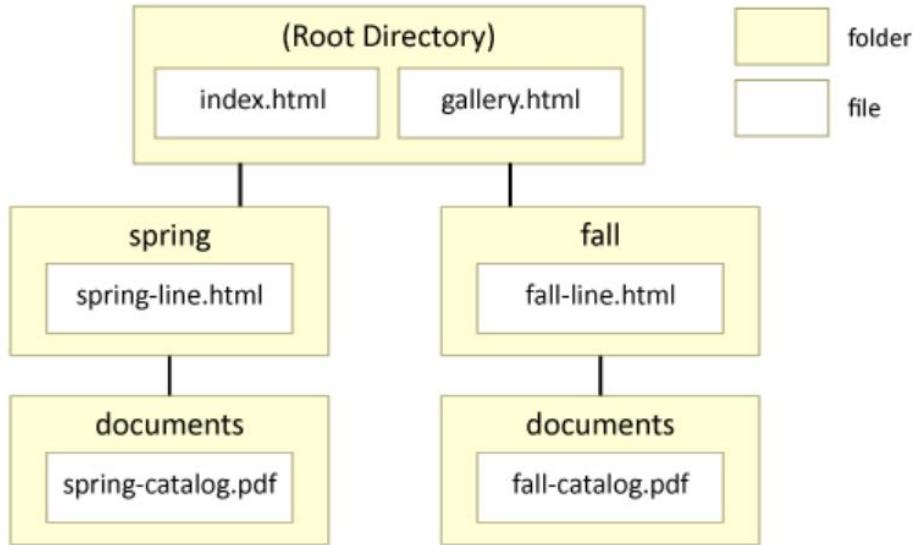 (Root Directory)
index.html
gallery.html
folder
file
spring
spring-line.html
fall
fall-line.html
documents
spring-catalog.pdf
documents
fall-catalog.pdf